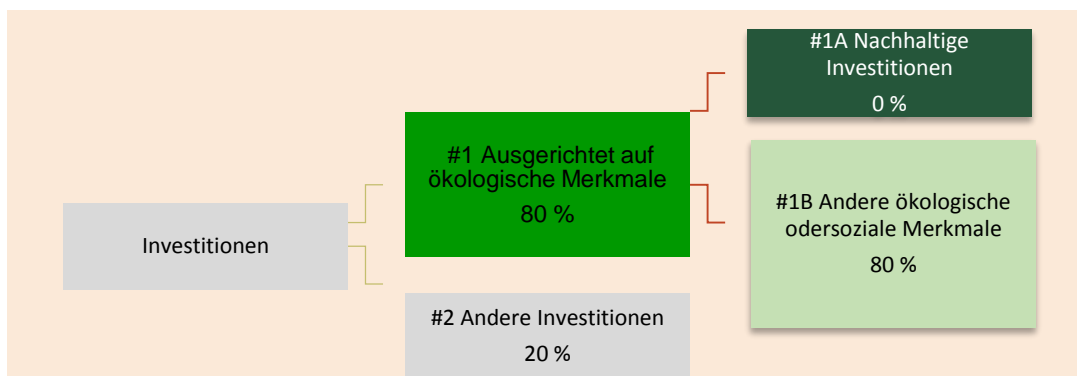 Investitionen
#1 Ausgerichtet auf
ökologische Merkmale
80 %
#2 Andere Investitionen
20 %
#1A Nachhaltige
Investitionen
0 %
#1B Andere ökologische
odersoziale Merkmale
80 %